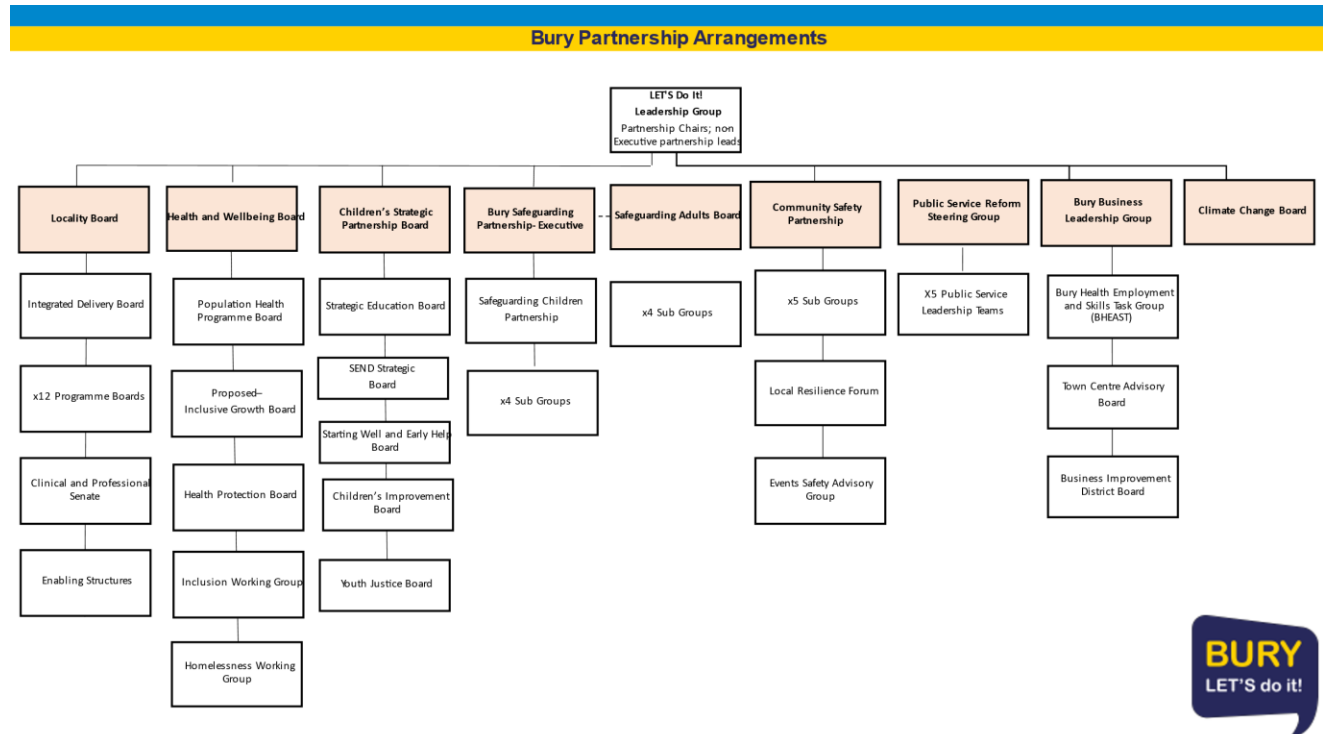 Bury Partnership Arrangements
LET'S Do It!
Leadership Group
Partnership Chairs; non
Executive partnership leads
Locality Board
Health and Wellbeing Board
Children's Strategic
Partnership Board
Bury Safeguarding
Partnership- Executive
Safeguarding Adults Board
Community Safety
Partnership
Public Service Reform
Steering Group
Bury Business
Leadership Group
Climate Change Board
Integrated Delivery Board
x12 Programme Boards
Clinical and Professional
Senate
Enabling Structures
Population Health
Programme Board
Proposed–
Inclusive Growth Board
Health Protection Board
Inclusion Working Group
Homelessness Working
Group
Strategic Education Board
SEND Strategic
Board
Starting Well and Early Help
Board
Children's Improvement
Board
Youth Justice Board
Safeguarding Children
Partnership
x4 Sub Groups
x4 Sub Groups
x5 Sub Groups
Local Resilience Forum
Events Safety Advisory
Group
X5 Public Service
Leadership Teams
Bury Health Employment
and Skills Task Group
(BHEAST)
Town Centre Advisory
Board
Business Improvement
District Board
BURY
LET'S do it!